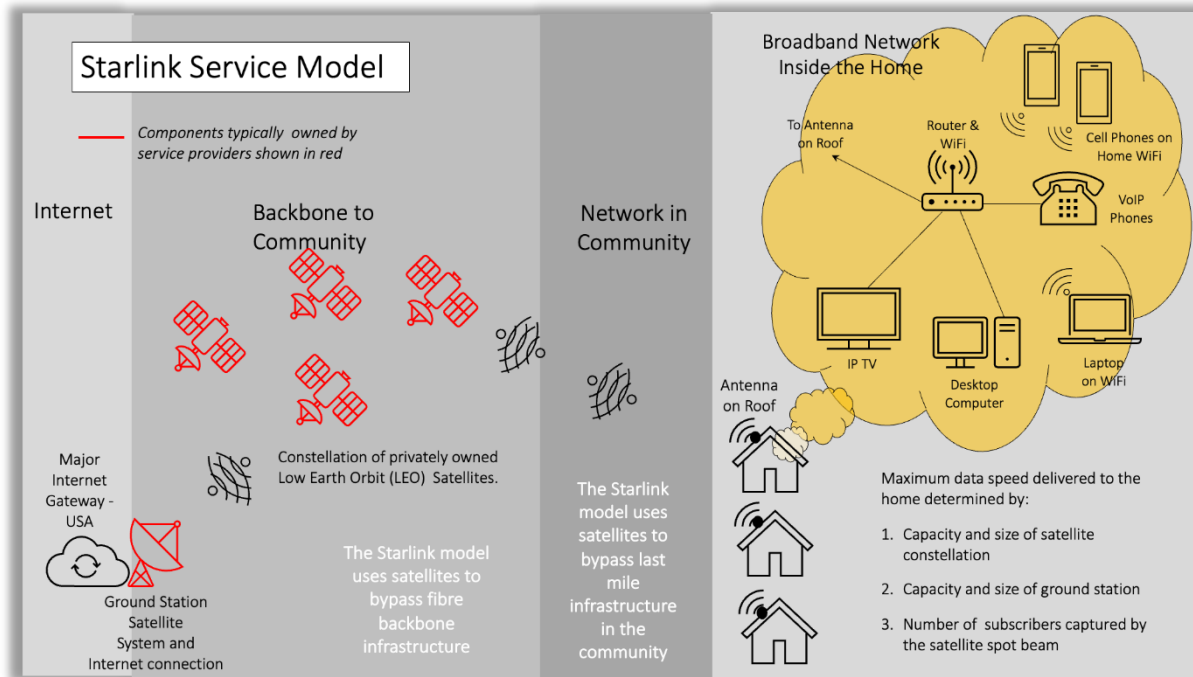 Starlink Service Model
Components typically owned by
service providers shown in red
Internet
Backbone to
Community
Network in
Community
Broadband Network
Inside the Home
To Antenna
on Roof
Router &
WiFi
Cell Phones on
Home WiFi
VoIP
Phones
IP TV
Desktop
Computer
Laptop
on WiFi
Antenna
on Roof
Constellation of privately owned
Low Earth Orbit (LEO) Satellites.
Major
Internet
Gateway -
USA
Ground Station
Satellite
System and
Internet connection
The Starlink model
uses satellites to
bypass fibre
backbone
infrastructure
The Starlink
model uses
satellites to
bypass last
mile
infrastructure
in the
community
Maximum data speed delivered to the
home determined by:
1. Capacity and size of satellite
constellation
2. Capacity and size of ground station
3. Number of subscribers captured by
the satellite spot beam